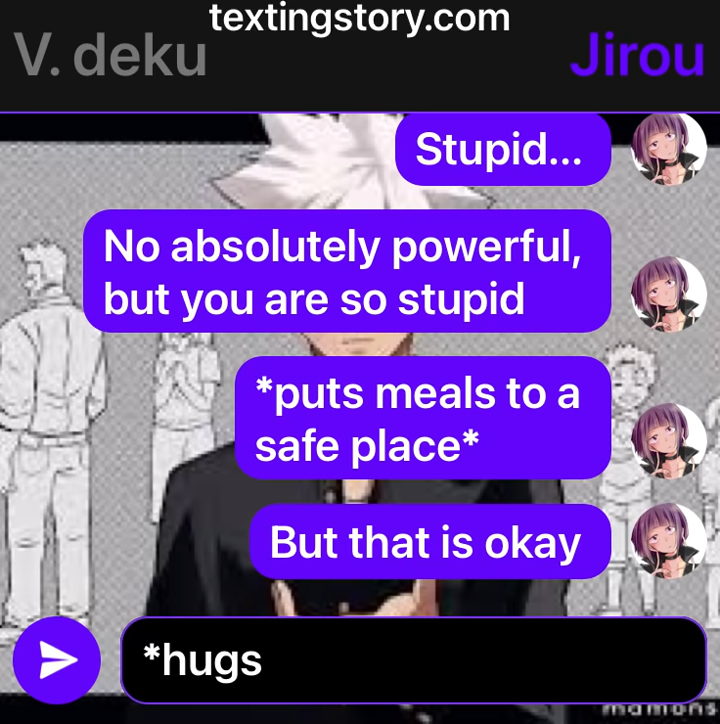 textingstory.com
V. deku
Jirou
Stupid...
No absolutely powerful,
but you are so stupid
*puts meals to a
safe place*
But that is okay
*hugs